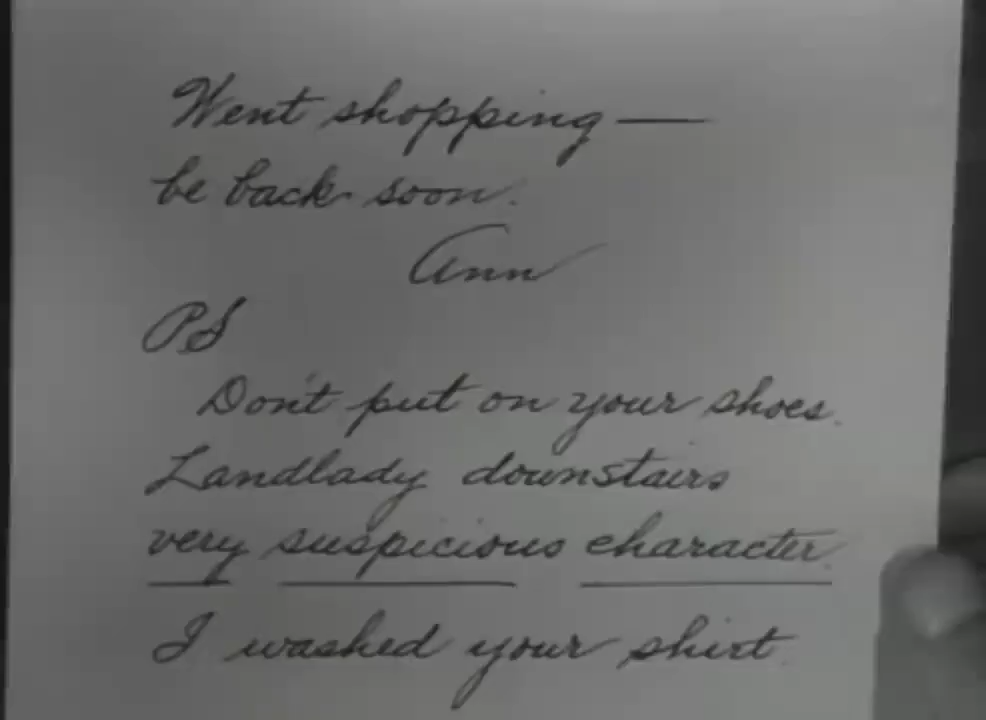 Went shopping —
be back soon.
Ann
PS
Don't put on your shoes.
Landlady downstairs
very suspicious character.
I washed your shirt.